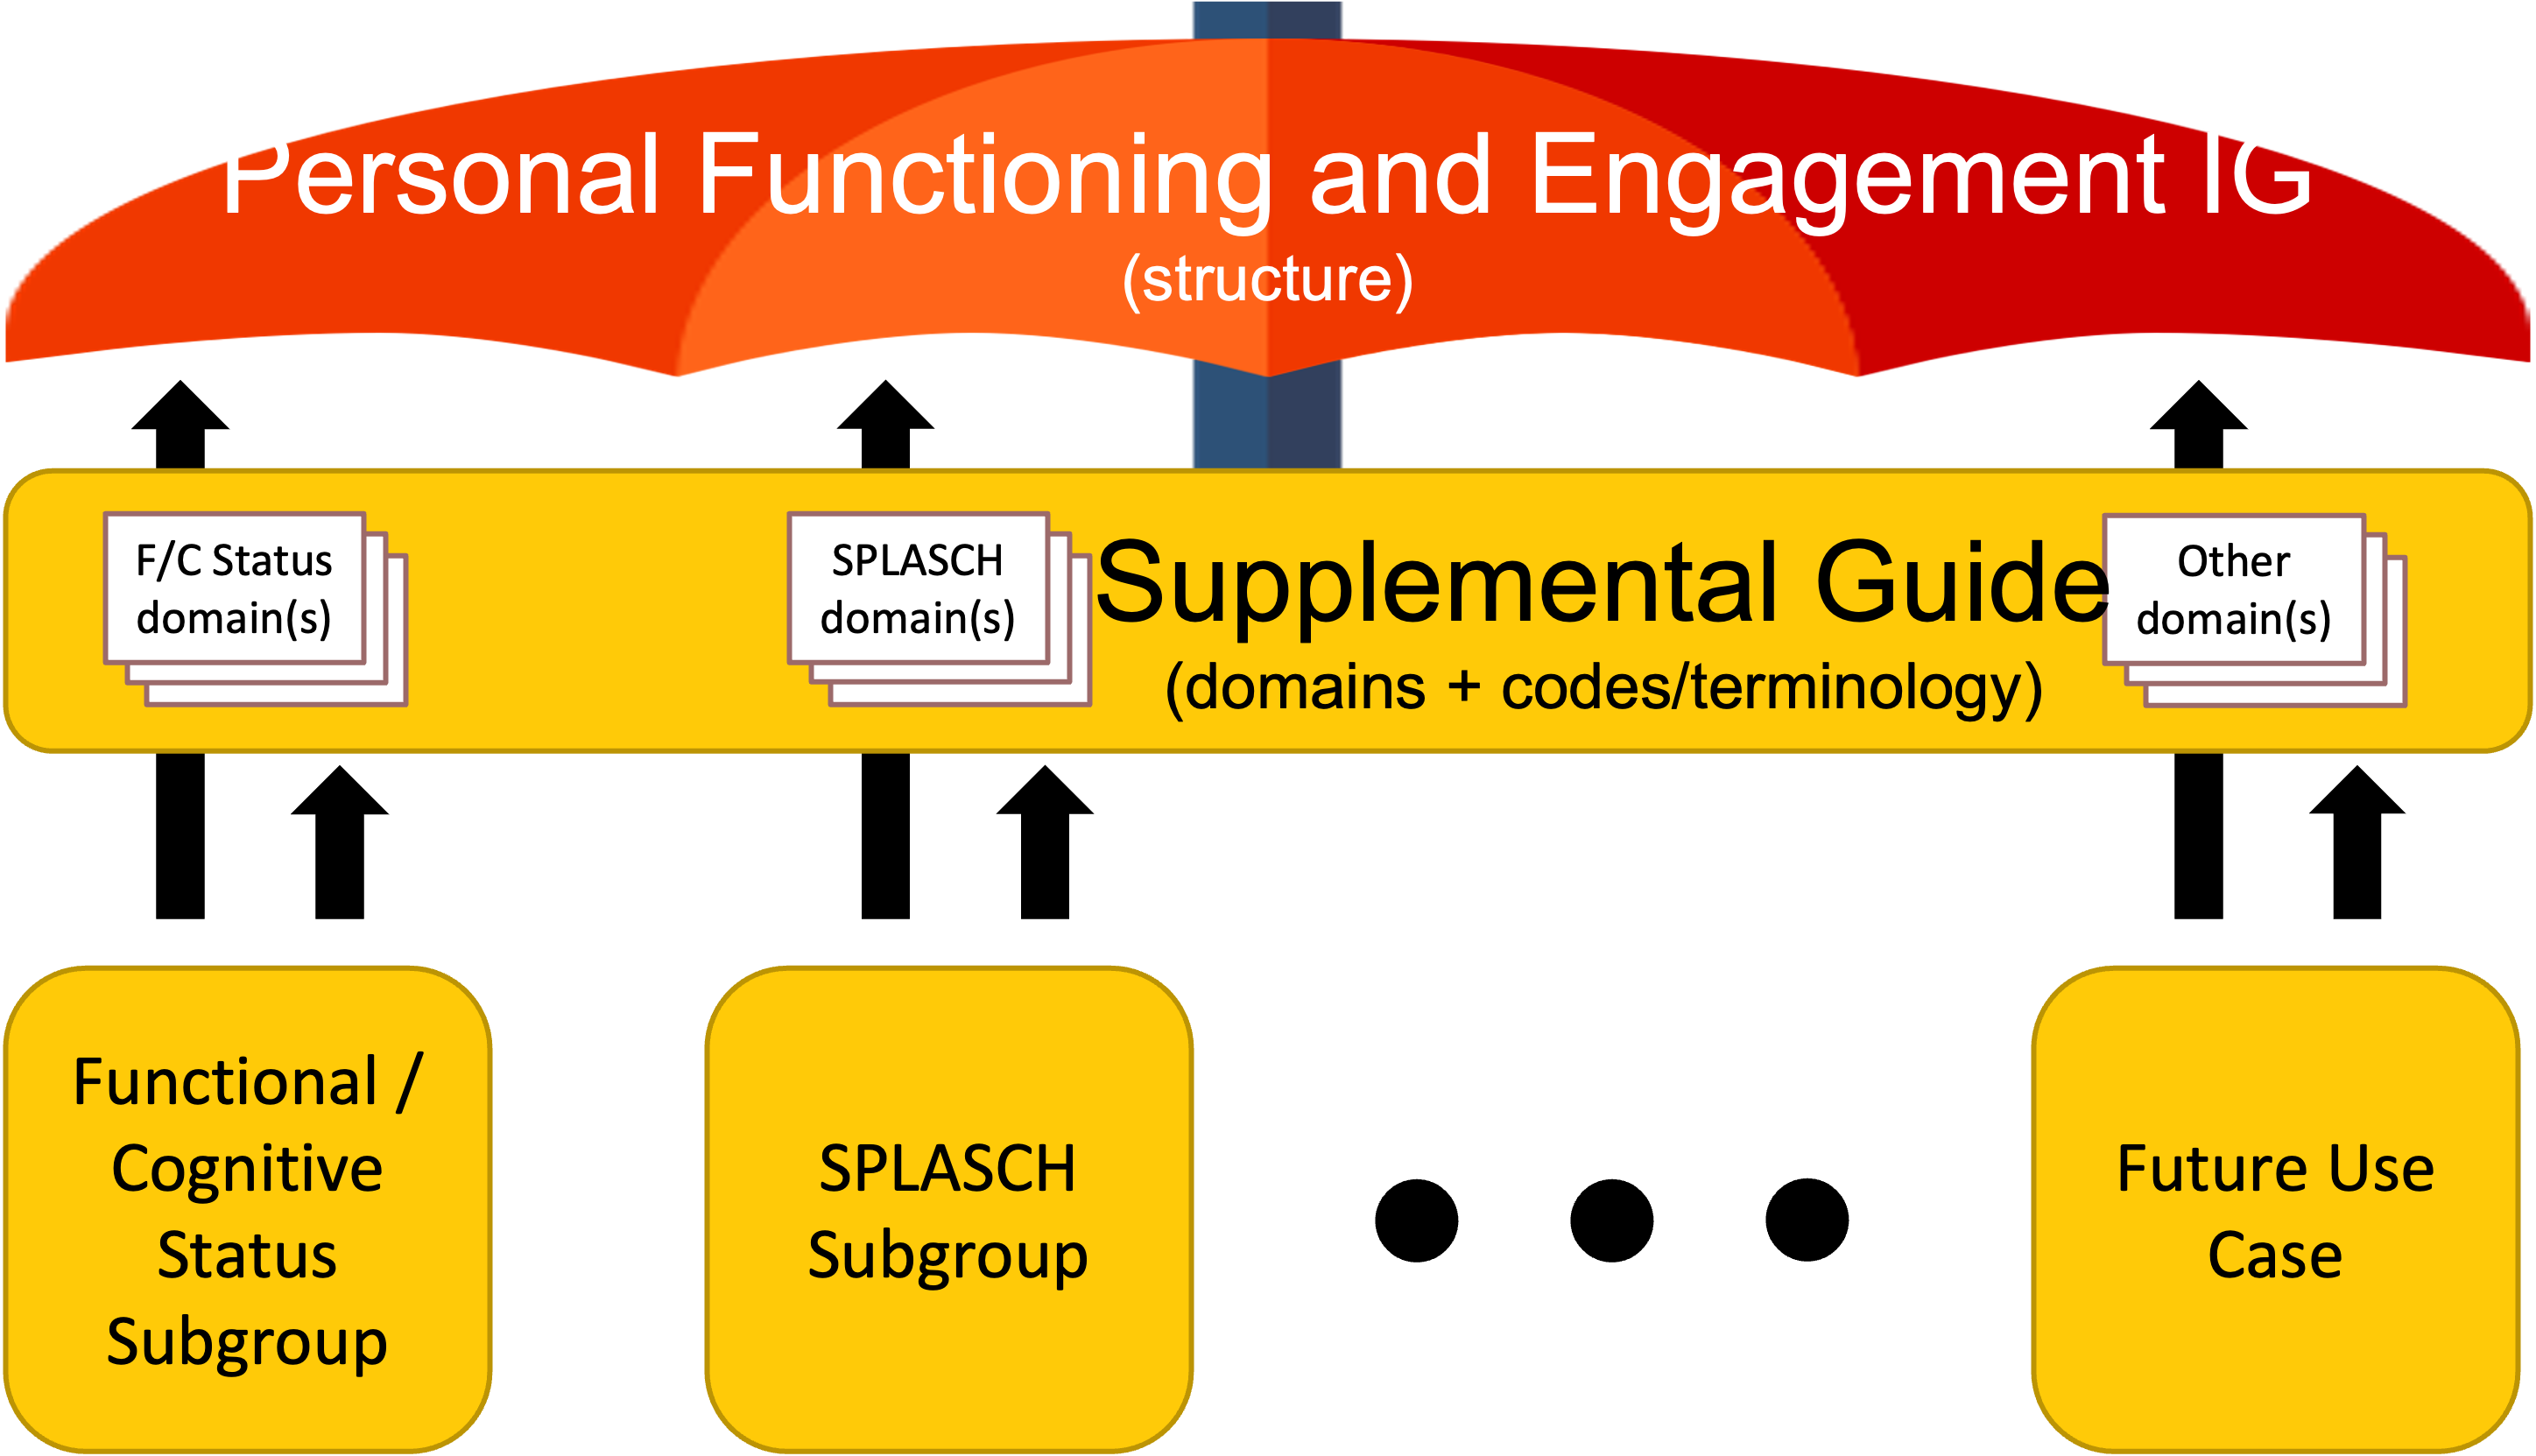 Personal Functioning and Engagement IG
(structure)
F/C Status
domain(s)
SPLASCH
domain(s)
Supplemental Guide
(domains + codes/terminology)
Other
domain(s)
Functional /
Cognitive
Status
Subgroup
SPLASCH
Subgroup
Future Use
Case